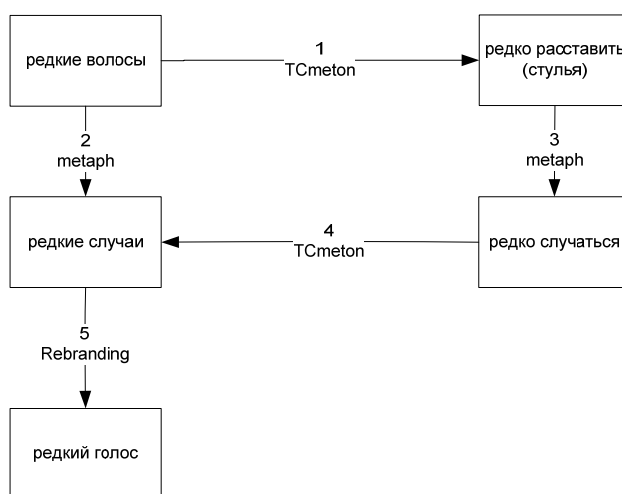 редкие волосы
1
TCmeton
редко расставить
(стулья)
2
metaph
3
metaph
редкие случаи
4
TCmeton
редко случаться
5
Rebranding
редкий голос